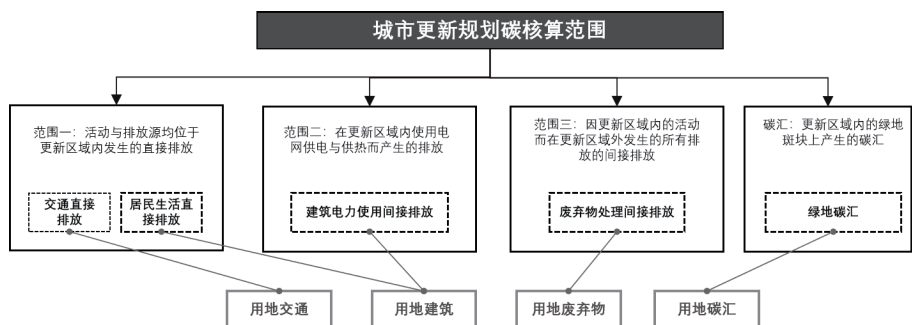 城市更新规划碳核算范围
范围一：活动与排放源均位于
更新区域内发生的直接排放
交通直接
排放
居民生活直
接排放
范围二：在更新区域内使用电
网供电与供热而产生的排放
建筑电力使用间接排放
范围三：因更新区域内的活动
而在更新区域外发生的所有排
放的间接排放
废弃物处理间接排放
碳汇：更新区域内的绿地
斑块上产生的碳汇
绿地碳汇
用地交通
用地建筑
用地废弃物
用地碳汇